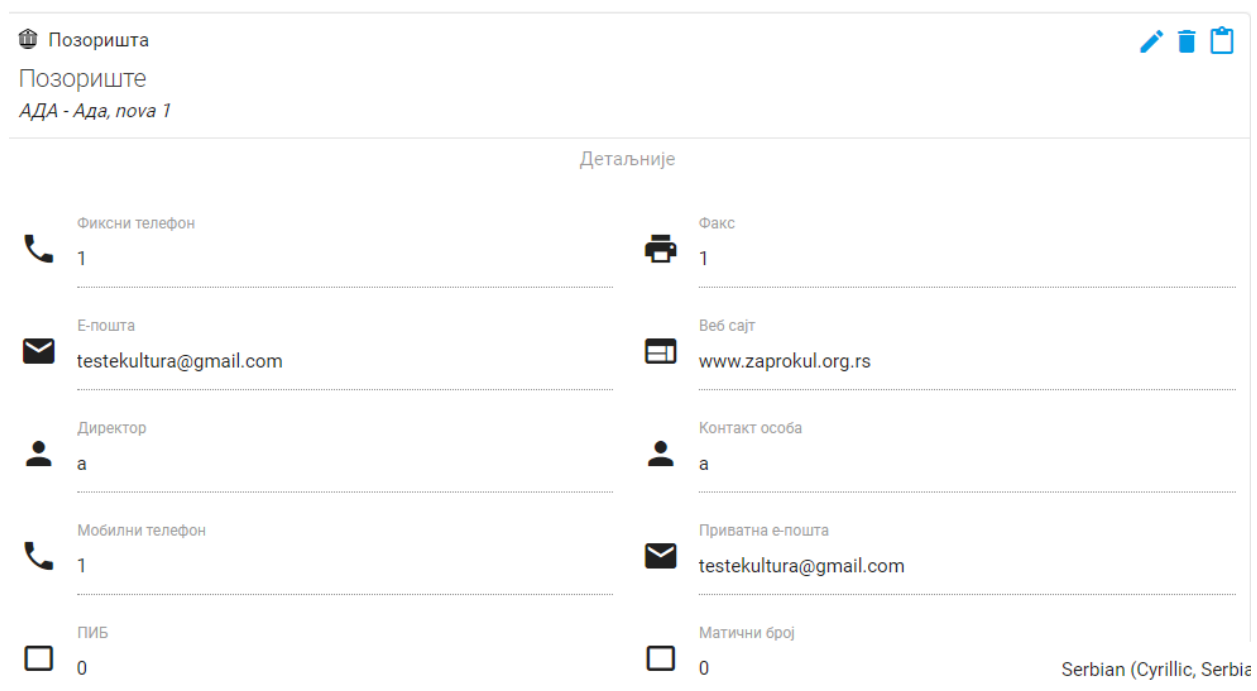 Позоришта
Позориште
АДА - Ада, nova 1
Детаљније
Фиксни телефон
1
Факс
1
Е-пошта
testekultura@gmail.com
Веб сајт
www.zaprokul.org.rs
Директор
a
Контакт особа
a
Мобилни телефон
1
Приватна е-пошта
testekultura@gmail.com
ПИБ
0
Матични број
0
Serbian (Cyrillic, Serbia